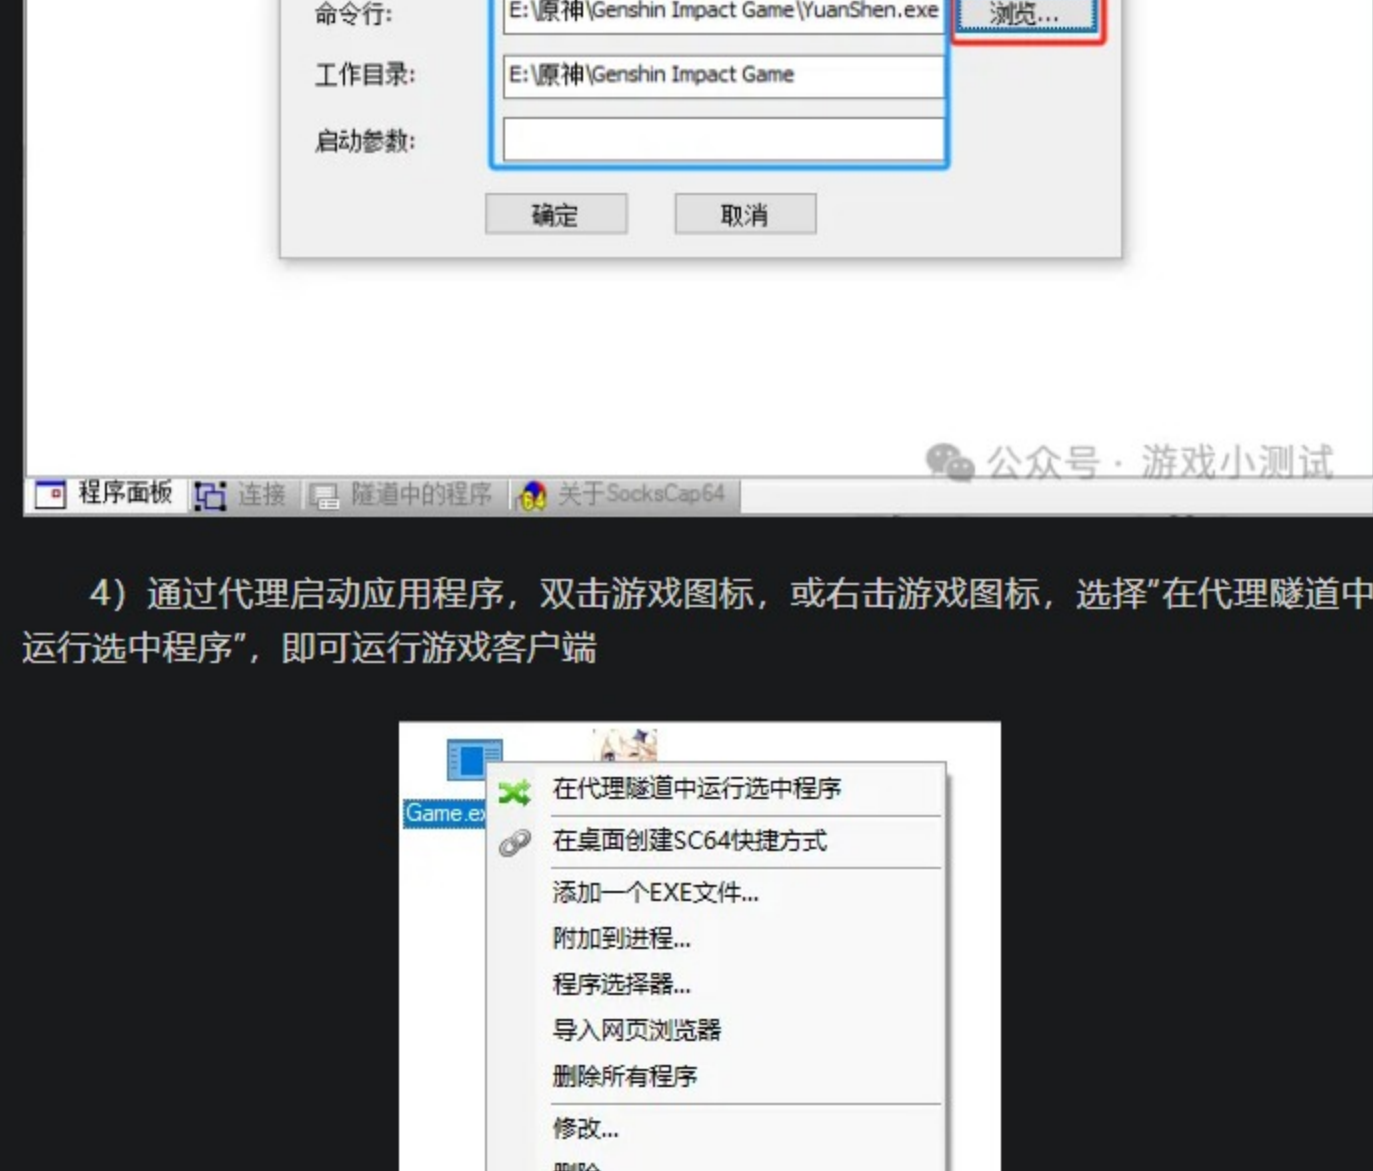 命令行: E:\原神\Genshin Impact Game\YuanShen.exe 浏览...
工作目录: E:\原神\Genshin Impact Game
启动参数:
确定 取消
公众号 · 游戏小测试
程序面板 连接 隧道中的程序 关于SocksCap64
4）通过代理启动应用程序，双击游戏图标，或右击游戏图标，选择"在代理隧道中
运行选中程序"，即可运行游戏客户端
Game.ex
在代理隧道中运行选中程序
在桌面创建SC64快捷方式
添加一个EXE文件...
附加到进程...
程序选择器...
导入网页浏览器
删除所有程序
修改...
删除